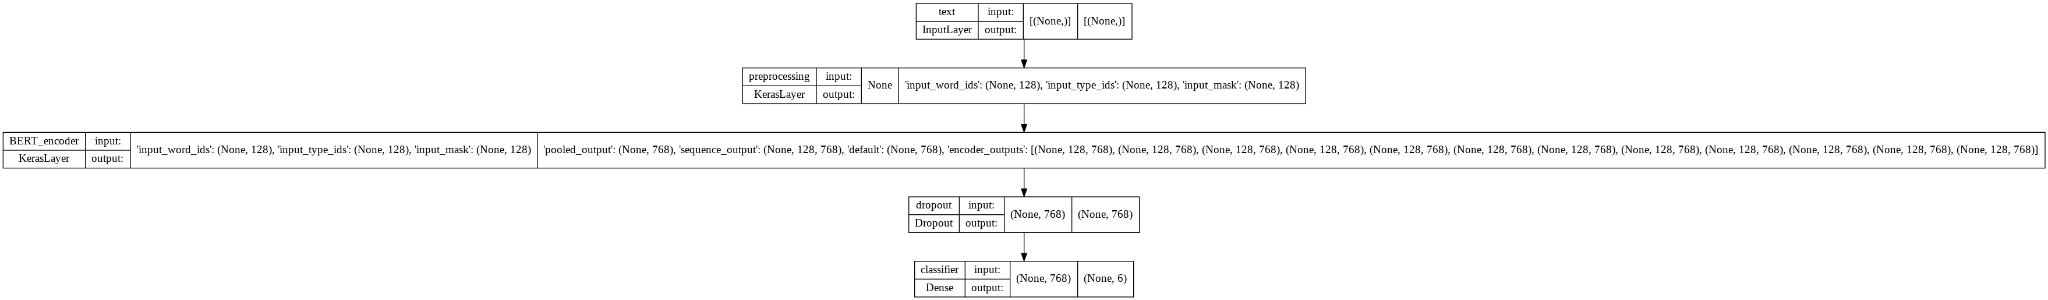 text input: [(None,)] [(None,)]
InputLayer output:
preprocessing input: None 'input_word_ids': (None, 128), 'input_type_ids': (None, 128), 'input_mask': (None, 128)
KerasLayer output:
BERT_encoder input: 'input_word_ids': (None, 128), 'input_type_ids': (None, 128), 'input_mask': (None, 128) 'pooled_output': (None, 768), 'sequence_output': (None, 128, 768), 'default': (None, 768), 'encoder_outputs': [(None, 128, 768), (None, 128, 768), (None, 128, 768), (None, 128, 768), (None, 128, 768), (None, 128, 768), (None, 128, 768), (None, 128, 768), (None, 128, 768), (None, 128, 768), (None, 128, 768), (None, 128, 768)]
KerasLayer output:
dropout input: (None, 768) (None, 768)
Dropout output:
classifier input: (None, 768) (None, 6)
Dense output: